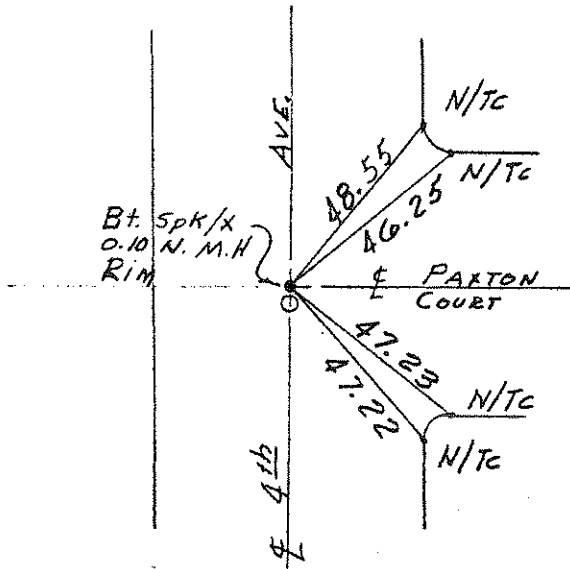 N/Tc
AVE.
N/Tc
48.55
46.25
Bt. Spk/x
0.10 N. M.H
Rim
℄ PAXTON
COURT
47.23
47.22
N/Tc
N/Tc
℄ 4th